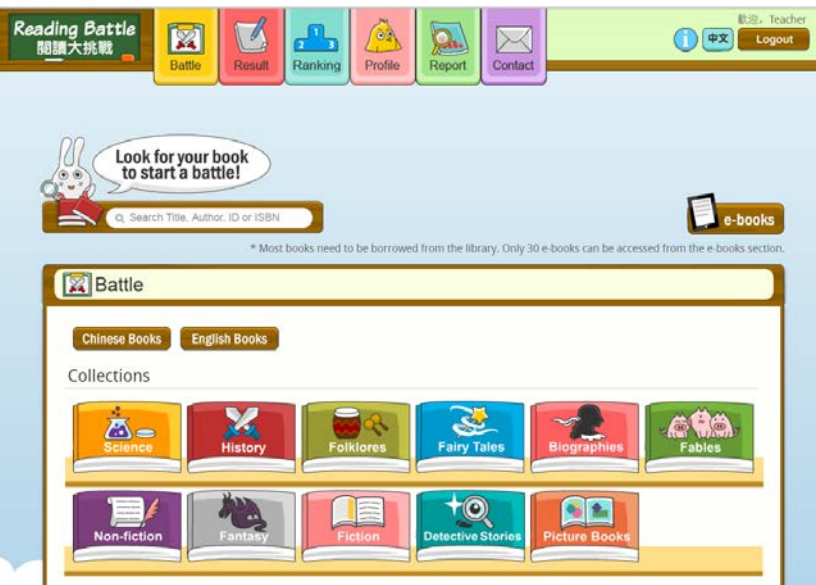 Reading Battle
閱讀大挑戰
Battle
Result
Ranking
Profile
Report
Contact
歡迎, Teacher
中文
Logout
Look for your book
to start a battle!
Search Title, Author, ID or ISBN
e-books
* Most books need to be borrowed from the library. Only 30 e-books can be accessed from the e-books section.
Battle
Chinese Books
English Books
Collections
Science
History
Folklores
Fairy Tales
Biographies
Fables
Non-fiction
Fantasy
Fiction
Detective Stories
Picture Books